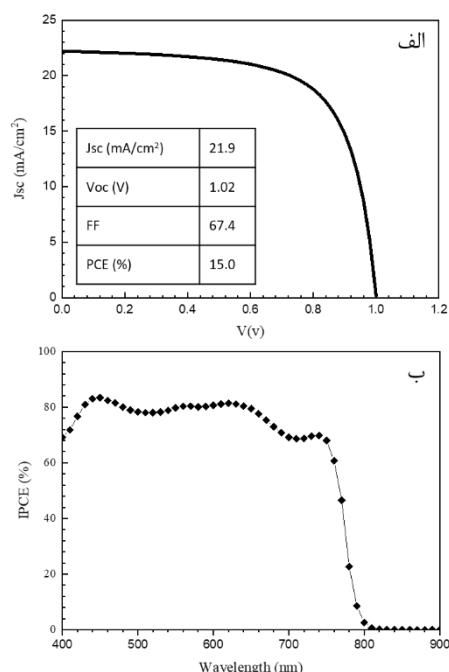 الف
25
20
15
10
5
0
Jsc (mA/cm²)
Jsc (mA/cm²) 21.9
Voc (V) 1.02
FF 67.4
PCE (%) 15.0
0.0 0.2 0.4 0.6 0.8 1.0 1.2
V(v)
ب
100
80
60
40
20
0
IPCE (%)
400 500 600 700 800 900
Wavelength (nm)